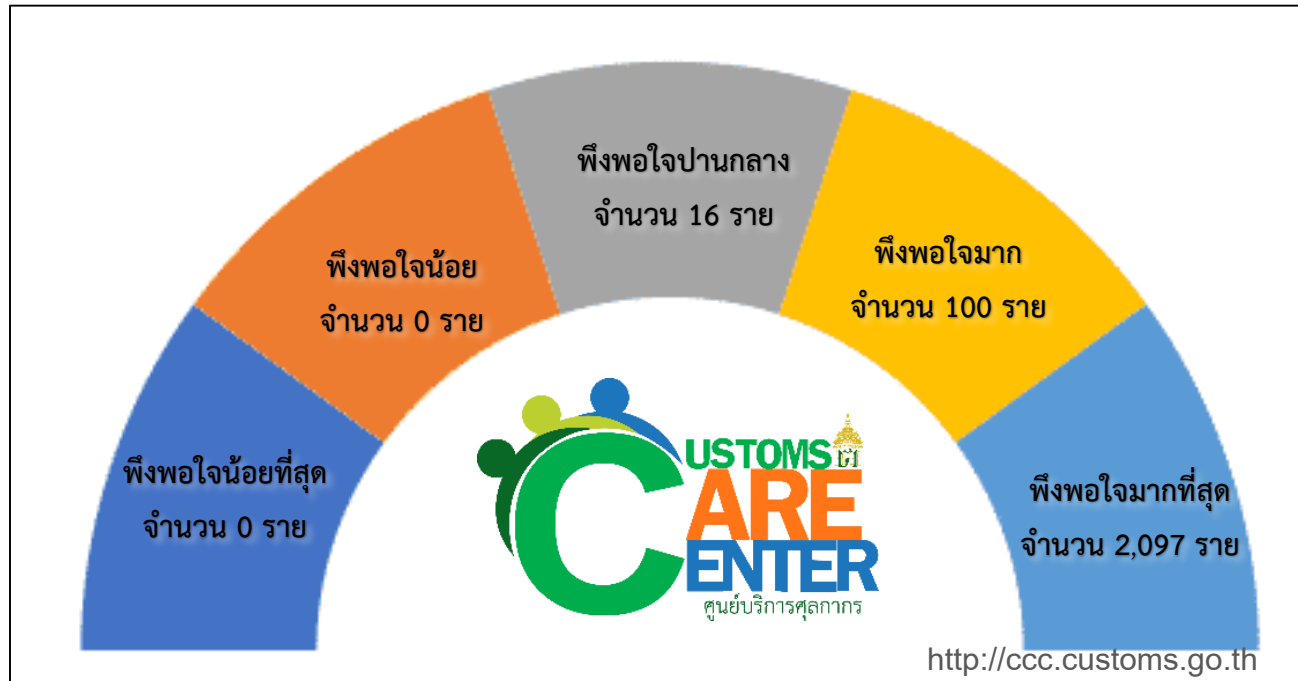 พึงพอใจปานกลาง
จำนวน 16 ราย
พึงพอใจน้อย
จำนวน 0 ราย
พึงพอใจมาก
จำนวน 100 ราย
พึงพอใจน้อยที่สุด
จำนวน 0 ราย
พึงพอใจมากที่สุด
จำนวน 2,097 ราย
CUSTOMS
CARE
CENTER
ศูนย์บริการศุลกากร
http://ccc.customs.go.th